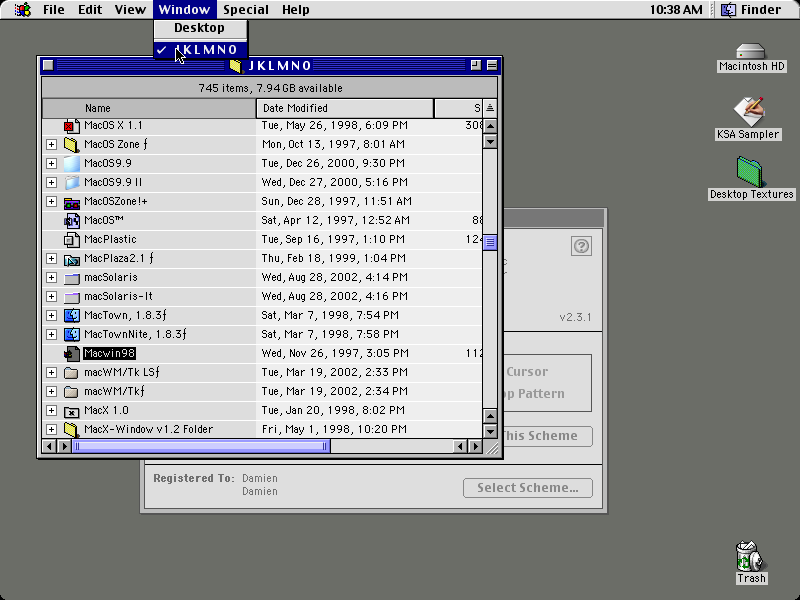 File Edit View Window Special Help 10:38 AM Finder
Desktop
✓ JKLMNO
JKLMNO
745 items, 7.94 GB available
Name Date Modified S
MacOS X 1.1 Tue, May 26, 1998, 6:09 PM 308
MacOS Zone ƒ Mon, Oct 13, 1997, 8:01 AM
MacOS9.9 Tue, Dec 26, 2000, 9:30 PM
MacOS9.9 II Wed, Dec 27, 2000, 5:16 PM
MacOSZone!+ Sun, Dec 28, 1997, 11:51 AM
MacOS™ Sat, Apr 12, 1997, 12:52 AM 88
MacPlastic Tue, Sep 16, 1997, 1:10 PM 124
MacPlaza2.1 ƒ Thu, Feb 18, 1999, 1:04 PM
macSolaris Wed, Aug 28, 2002, 4:14 PM
macSolaris-lt Wed, Aug 28, 2002, 4:16 PM
MacTown, 1.8.3ƒ Sat, Mar 7, 1998, 7:54 PM
MacTownNite, 1.8.3ƒ Sat, Mar 7, 1998, 7:58 PM
Macwin98 Wed, Nov 26, 1997, 3:05 PM 112
macWM/Tk LSƒ Tue, Mar 19, 2002, 2:33 PM
macWM/Tkƒ Tue, Mar 19, 2002, 2:34 PM
MacX 1.0 Tue, Jan 20, 1998, 8:02 PM
MacX-Window v1.2 Folder Fri, May 1, 1998, 10:20 PM
?
v2.3.1
Cursor
op Pattern
This Scheme
Registered To: Damien
Damien
Select Scheme...
Macintosh HD
KSA Sampler
Desktop Textures
Trash